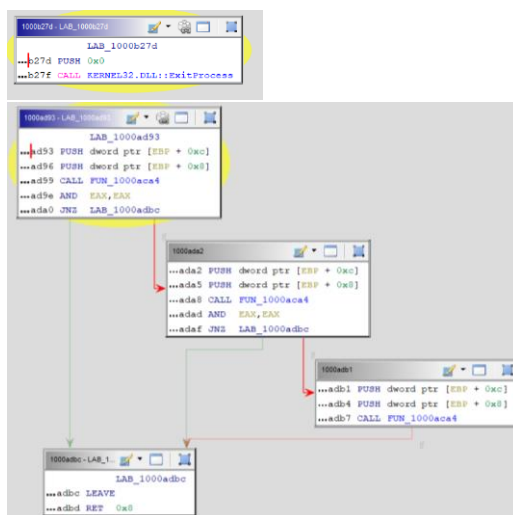 1000b27d - LAB_1000b27d
LAB_1000b27d
...b27d PUSH 0x0
...b27f CALL KERNEL32.DLL::ExitProcess
1000ad93 - LAB_1000ad93
LAB_1000ad93
...ad93 PUSH dword ptr [EBP + 0xc]
...ad96 PUSH dword ptr [EBP + 0x8]
...ad99 CALL FUN_1000aca4
...ad9e AND EAX,EAX
...ada0 JNZ LAB_1000adbc
1000ada2
...ada2 PUSH dword ptr [EBP + 0xc]
...ada5 PUSH dword ptr [EBP + 0x8]
...ada8 CALL FUN_1000aca4
...adad AND EAX,EAX
...adaf JNZ LAB_1000adbc
1000adb1
...adb1 PUSH dword ptr [EBP + 0xc]
...adb4 PUSH dword ptr [EBP + 0x8]
...adb7 CALL FUN_1000aca4
1000adbc - LAB_1...
LAB_1000adbc
...adbc LEAVE
...adbd RET 0x8